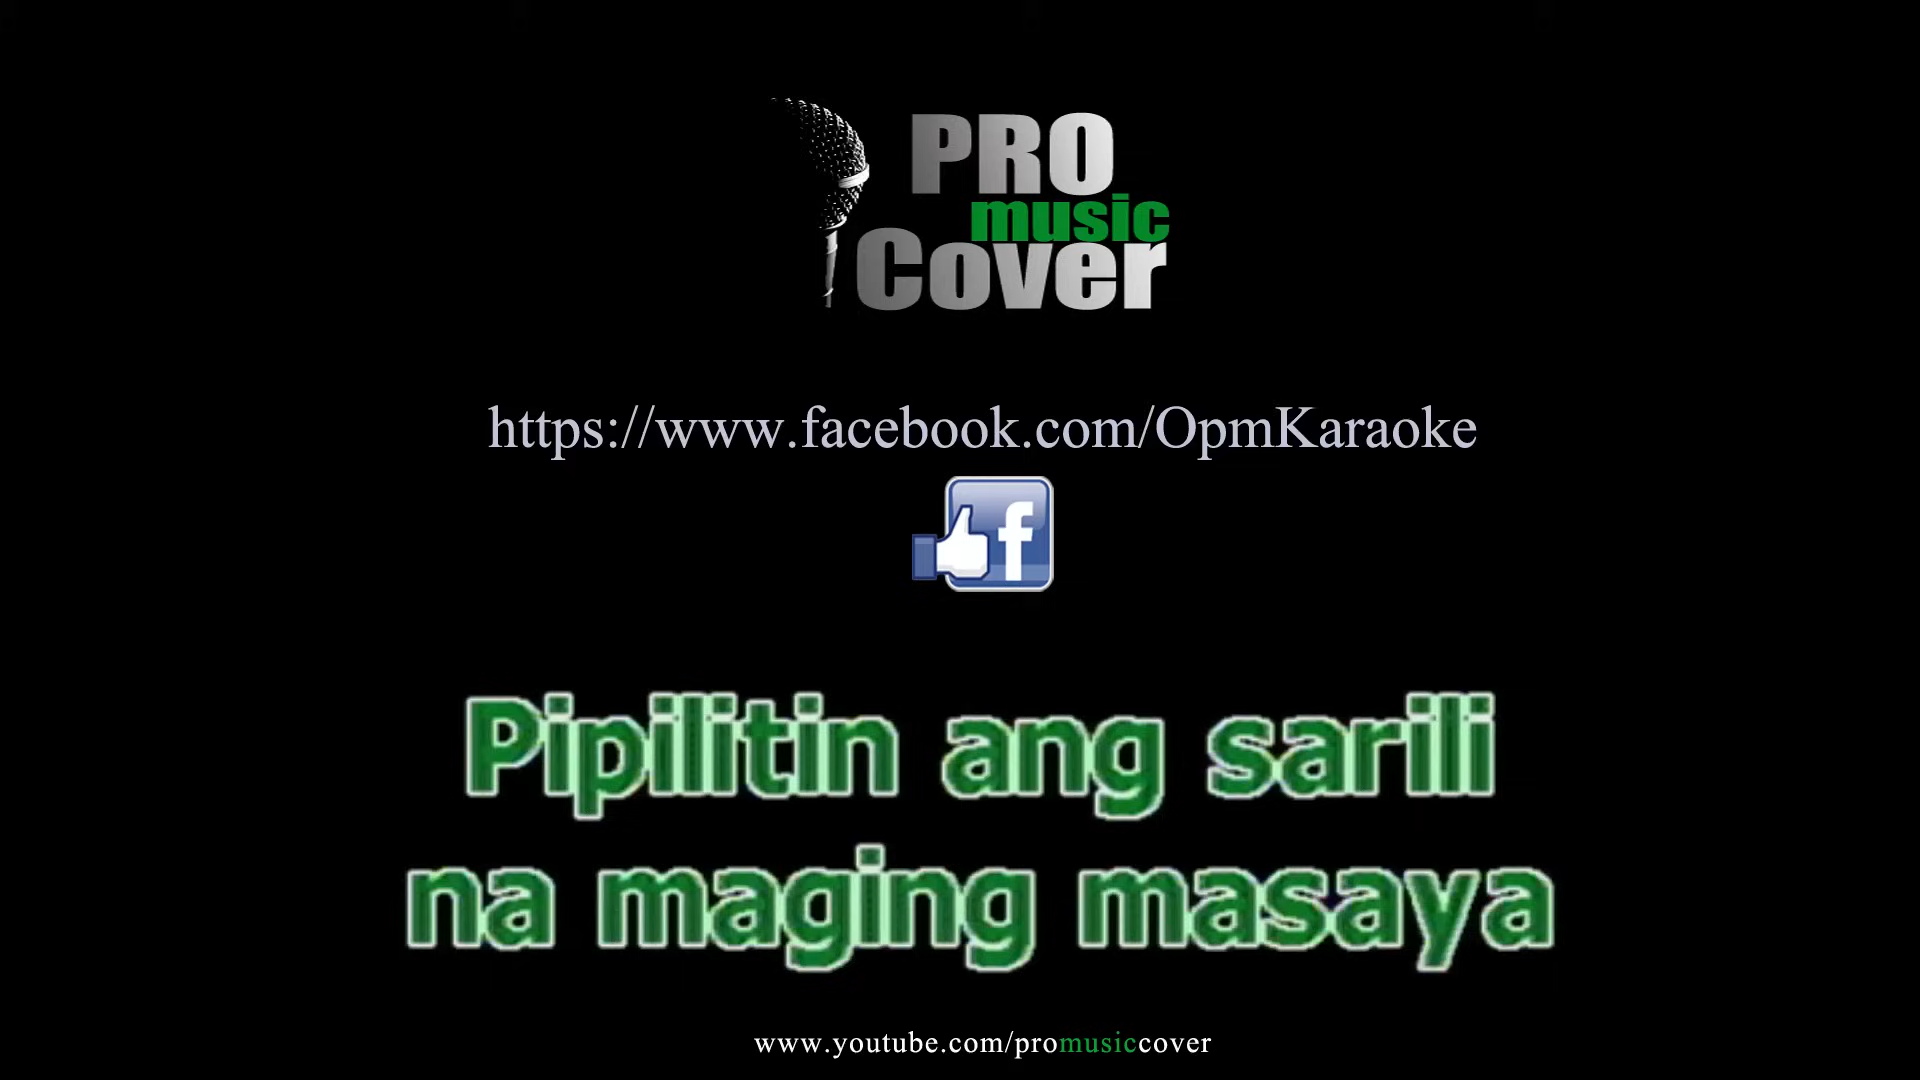 PRO
music
Cover
https://www.facebook.com/OpmKaraoke
f
Pipilitin ang sarili
na maging masaya
www.youtube.com/promusiccover